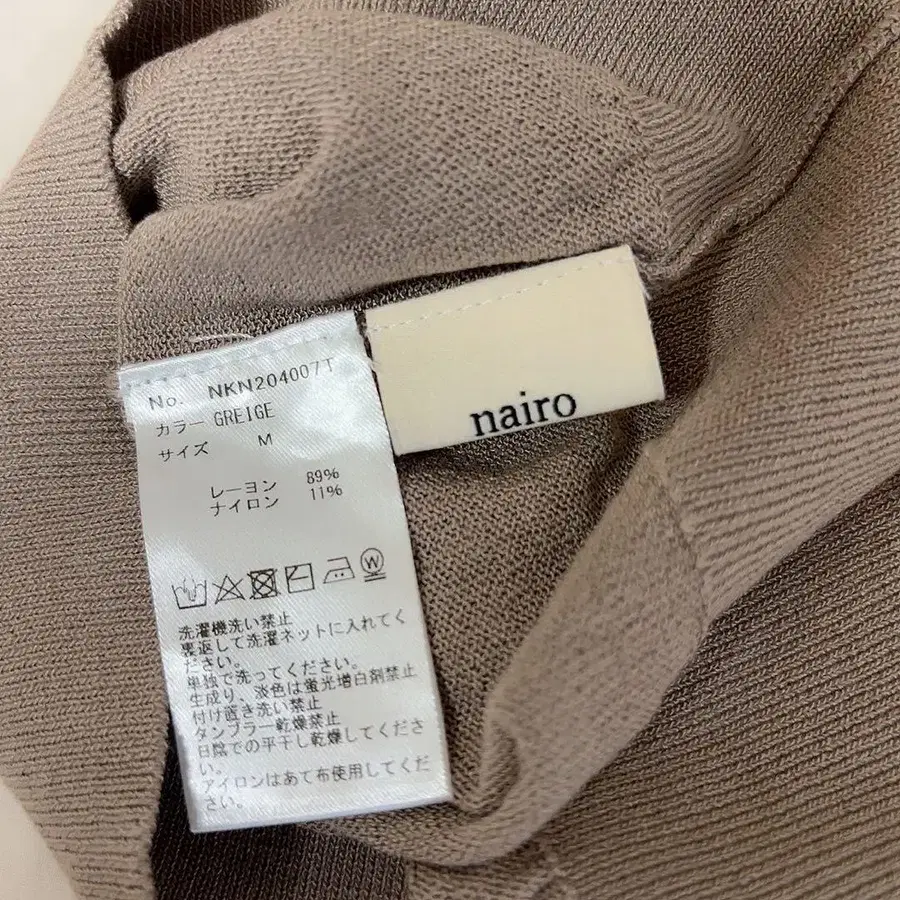 No. NKN204007T
カラー GREIGE
サイズ M
レーヨン 89%
ナイロン 11%
W
洗濯機洗い禁止
裏返して洗濯ネットに入れてく
ださい。
単独で洗ってください。
生成り、淡色は蛍光増白剤禁止
付け置き洗い禁止
タンブラー乾燥禁止
日陰での平干し乾燥してくださ
い。
アイロンはあて布使用してくだ
さい。
nairo